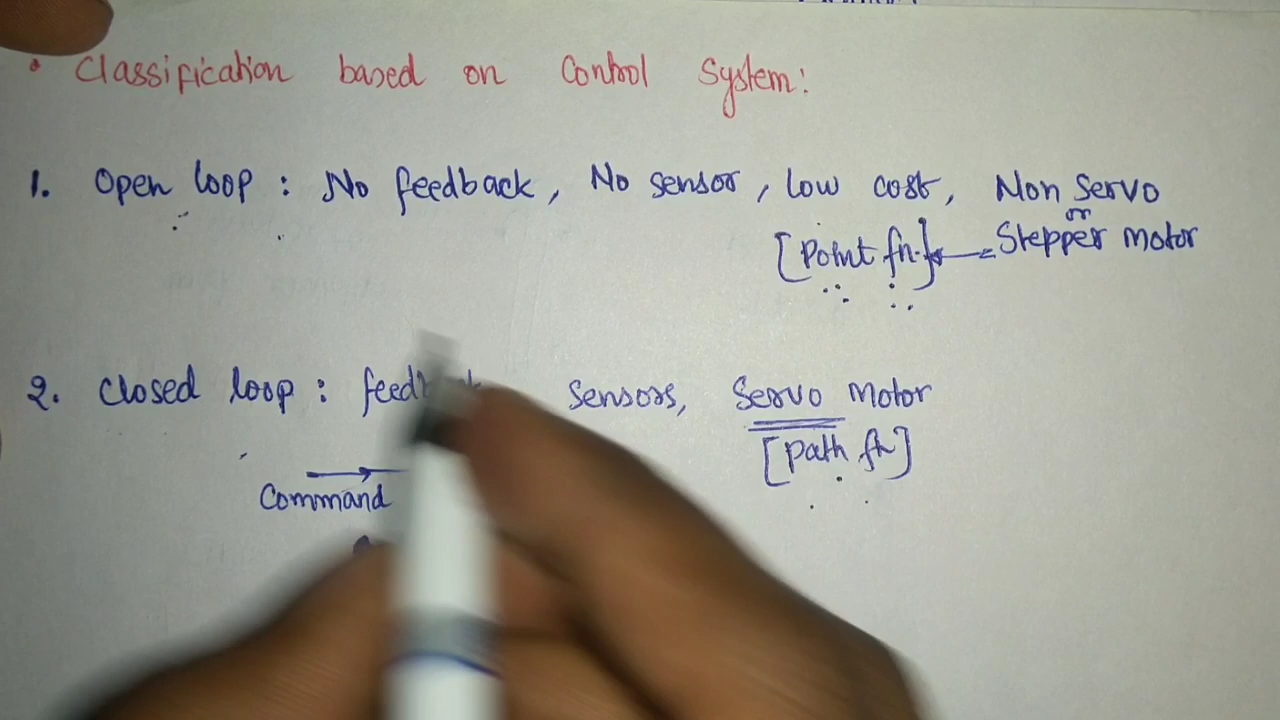 • Classification based on Control System:
1. Open loop : No feedback, No sensor, low cost, Non Servo
or
[Point fn.] Stepper motor
2. Closed loop : sensors, Servo motor
[Path fn]
Command